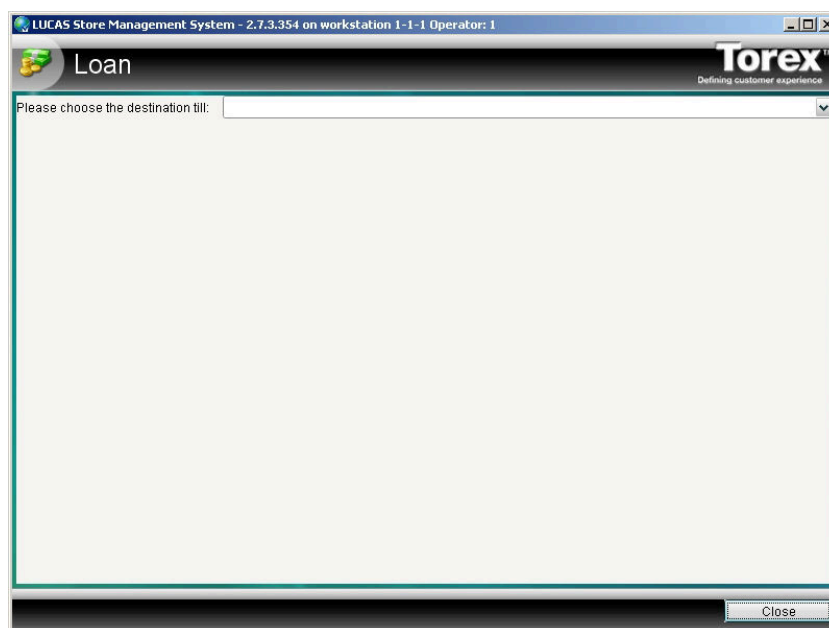 LUCAS Store Management System - 2.7.3.354 on workstation 1-1-1 Operator: 1
Loan
Torex™
Defining customer experience
Please choose the destination till:
Close